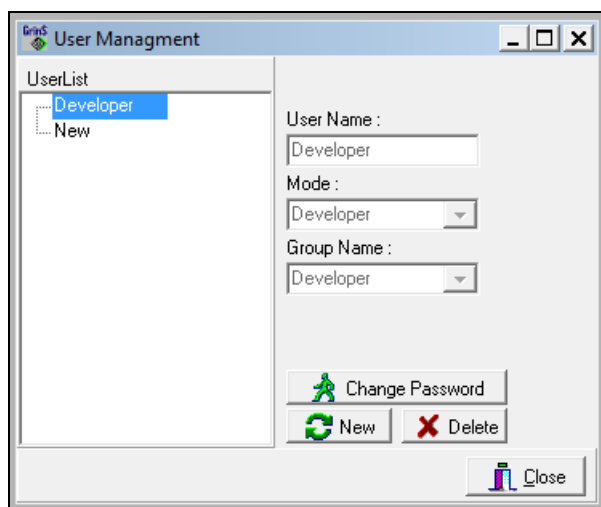 GrinS User Managment
UserList
Developer
New
User Name :
Developer
Mode :
Developer
Group Name :
Developer
Change Password
New Delete
Close